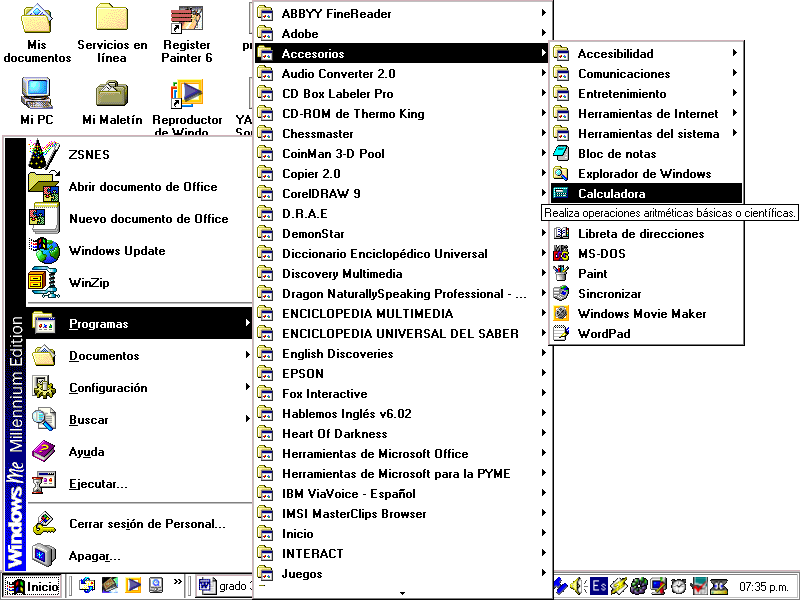 Mis
documentos
Servicios en
línea
Register
Painter 6
Mi PC
Mi Maletín
Reproductor
de Windo
ZSNES
Abrir documento de Office
Nuevo documento de Office
Windows Update
WinZip
Programas
Documentos
Configuración
Buscar
Ayuda
Ejecutar...
Cerrar sesión de Personal...
Apagar...
Windows Me Millennium Edition
ABBYY FineReader
Adobe
Accesorios
Audio Converter 2.0
CD Box Labeler Pro
CD-ROM de Thermo King
Chessmaster
CoinMan 3-D Pool
Copier 2.0
CorelDRAW 9
D.R.A.E
DemonStar
Diccionario Enciclopédico Universal
Discovery Multimedia
Dragon NaturallySpeaking Professional - ...
ENCICLOPEDIA MULTIMEDIA
ENCICLOPEDIA UNIVERSAL DEL SABER
English Discoveries
EPSON
Fox Interactive
Hablemos Inglés v6.02
Heart Of Darkness
Herramientas de Microsoft Office
Herramientas de Microsoft para la PYME
IBM ViaVoice - Español
IMSI MasterClips Browser
Inicio
INTERACT
Juegos
Accesibilidad
Comunicaciones
Entretenimiento
Herramientas de Internet
Herramientas del sistema
Bloc de notas
Explorador de Windows
Calculadora
Realiza operaciones aritméticas básicas o científicas.
Libreta de direcciones
MS-DOS
Paint
Sincronizar
Windows Movie Maker
WordPad
Inicio
»
grado
Es
07:35 p.m.